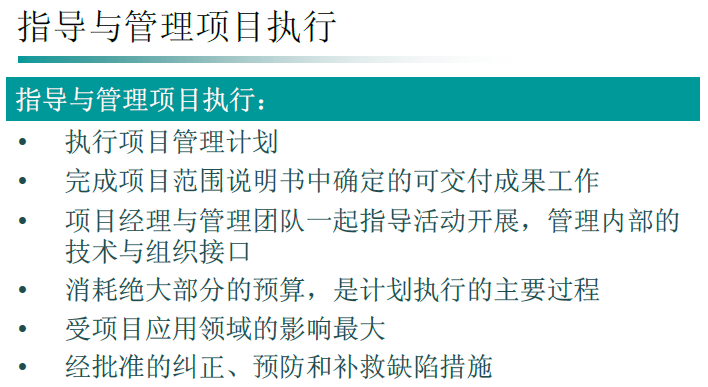 指导与管理项目执行
指导与管理项目执行：
• 执行项目管理计划
• 完成项目范围说明书中确定的可交付成果工作
• 项目经理与管理团队一起指导活动开展，管理内部的
技术与组织接口
• 消耗绝大部分的预算，是计划执行的主要过程
• 受项目应用领域的影响最大
• 经批准的纠正、预防和补救缺陷措施